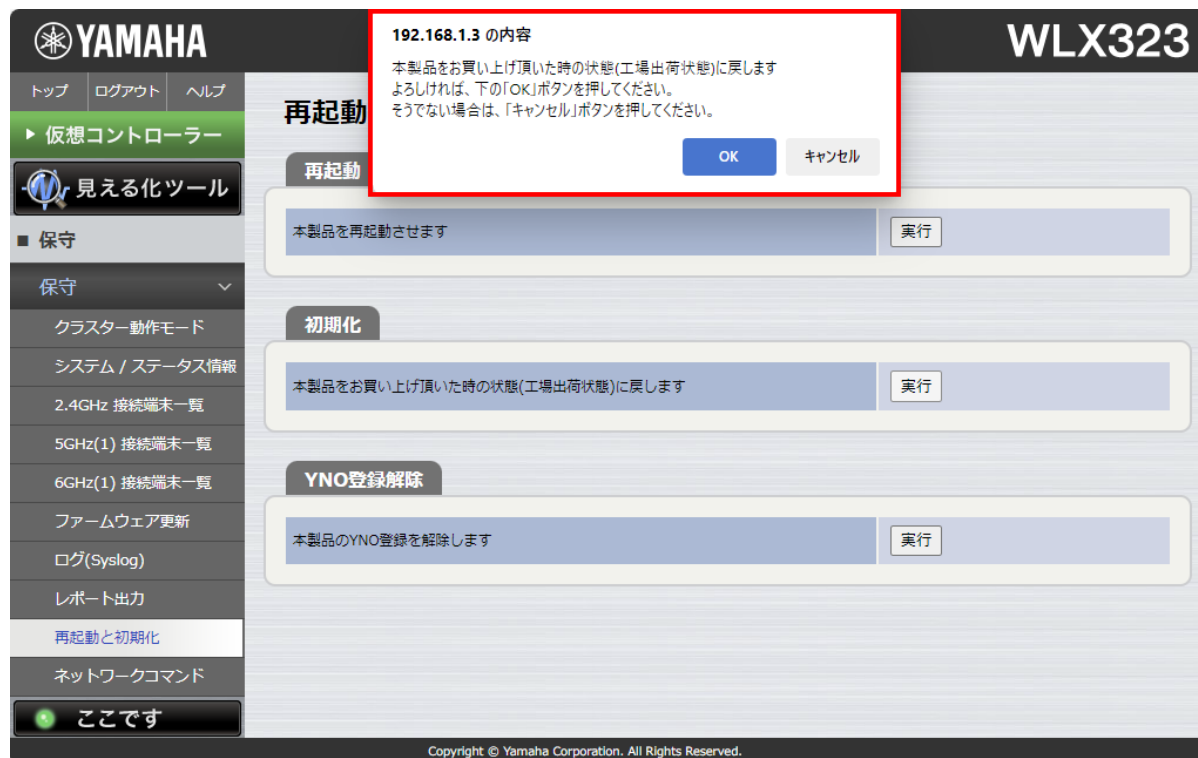 YAMAHA
WLX323
192.168.1.3 の内容
本製品をお買い上げ頂いた時の状態(工場出荷状態)に戻します
よろしければ、下の「OK」ボタンを押してください。
そうでない場合は、「キャンセル」ボタンを押してください。
OK
キャンセル
トップ
ログアウト
ヘルプ
仮想コントローラー
見える化ツール
保守
保守
クラスター動作モード
システム / ステータス情報
2.4GHz 接続端末一覧
5GHz(1) 接続端末一覧
6GHz(1) 接続端末一覧
ファームウェア更新
ログ(Syslog)
レポート出力
再起動と初期化
ネットワークコマンド
ここです
再起動
再起動
本製品を再起動させます
実行
初期化
本製品をお買い上げ頂いた時の状態(工場出荷状態)に戻します
実行
YNO登録解除
本製品のYNO登録を解除します
実行
Copyright © Yamaha Corporation. All Rights Reserved.